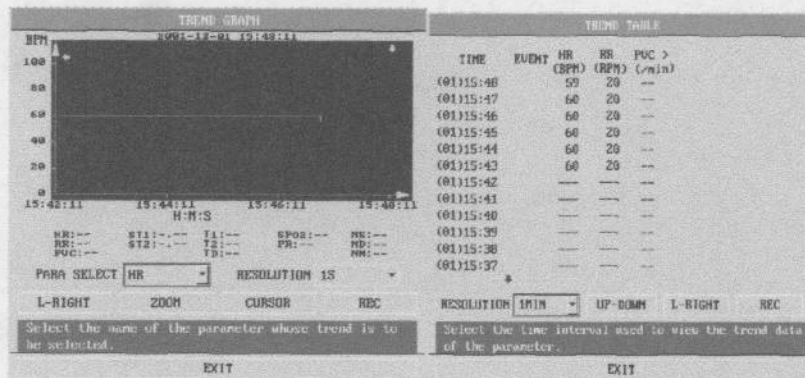 TREND GRAPH
BPM
2001-12-01 15:48:11
100
80
60
40
20
0
15:42:11 15:44:11 15:46:11 15:48:11
H:M:S
HR:-- ST1:-.-- T1:-- SPO2:-- NS:--
RR:-- ST2:-.-- T2:-- PR:-- ND:--
PVC:-- TD:-- NM:--
PARA SELECT HR RESOLUTION 1S
L-RIGHT ZOOM CURSOR REC
Select the name of the parameter whose trend is to
be selected.
EXIT
TREND TABLE
TIME EVENT HR RR PVC >
(BPM) (RPM) (/min)
(01)15:48 59 20 --
(01)15:47 60 20 --
(01)15:46 60 20 --
(01)15:45 60 20 --
(01)15:44 60 20 --
(01)15:43 60 20 --
(01)15:42 --- --- ---
(01)15:41 --- --- ---
(01)15:40 --- --- ---
(01)15:39 --- --- ---
(01)15:38 --- --- ---
(01)15:37 --- --- ---
RESOLUTION 1MIN UP-DOWN L-RIGHT REC
Select the time interval used to view the trend data
of the parameter.
EXIT